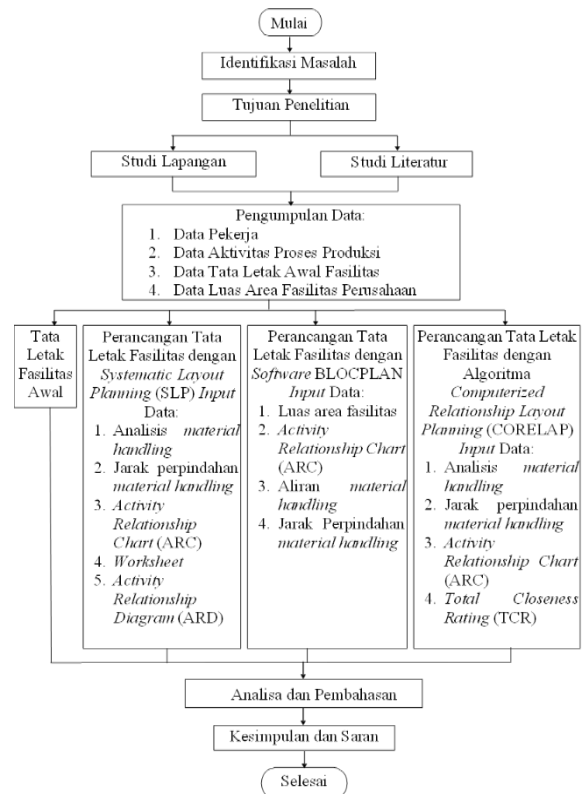 Mulai
Identifikasi Masalah
Tujuan Penelitian
Studi Lapangan
Studi Literatur
Pengumpulan Data:
1. Data Pekerja
2. Data Aktivitas Proses Produksi
3. Data Tata Letak Awal Fasilitas
4. Data Luas Area Fasilitas Perusahaan
Tata
Letak
Fasilitas
Awal
Perancangan Tata
Letak Fasilitas dengan
Systematic Layout
Planning (SLP) Input
Data:
1. Analisis material
handling
2. Jarak perpindahan
material handling
3. Activity
Relationship
Chart (ARC)
4. Worksheet
5. Activity
Relationship
Diagram (ARD)
Perancangan Tata
Letak Fasilitas dengan
Software BLOCPLAN
Input Data:
1. Luas area fasilitas
2. Activity
Relationship Chart
(ARC)
3. Aliran material
handling
4. Jarak Perpindahan
material handling
Perancangan Tata Letak
Fasilitas dengan
Algoritma
Computerized
Relationship Layout
Planning (CORELAP)
Input Data:
1. Analisis material
handling
2. Jarak perpindahan
material handling
3. Activity
Relationship Chart
(ARC)
4. Total Closeness
Rating (TCR)
Analisa dan Pembahasan
Kesimpulan dan Saran
Selesai